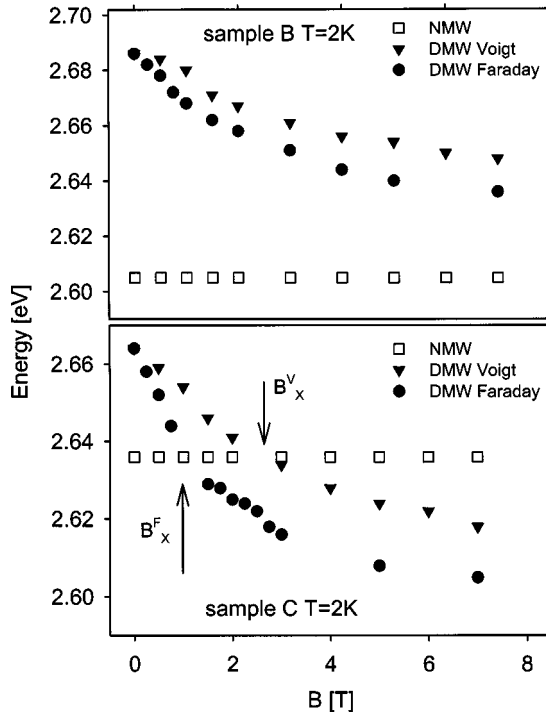 2.70
sample B T=2K
NMW
DMW Voigt
DMW Faraday
2.68
2.66
2.64
2.62
2.60
Energy [eV]
NMW
DMW Voigt
DMW Faraday
2.66
B^V_X
2.64
2.62
B^F_X
2.60
sample C T=2K
0 2 4 6 8
B [T]